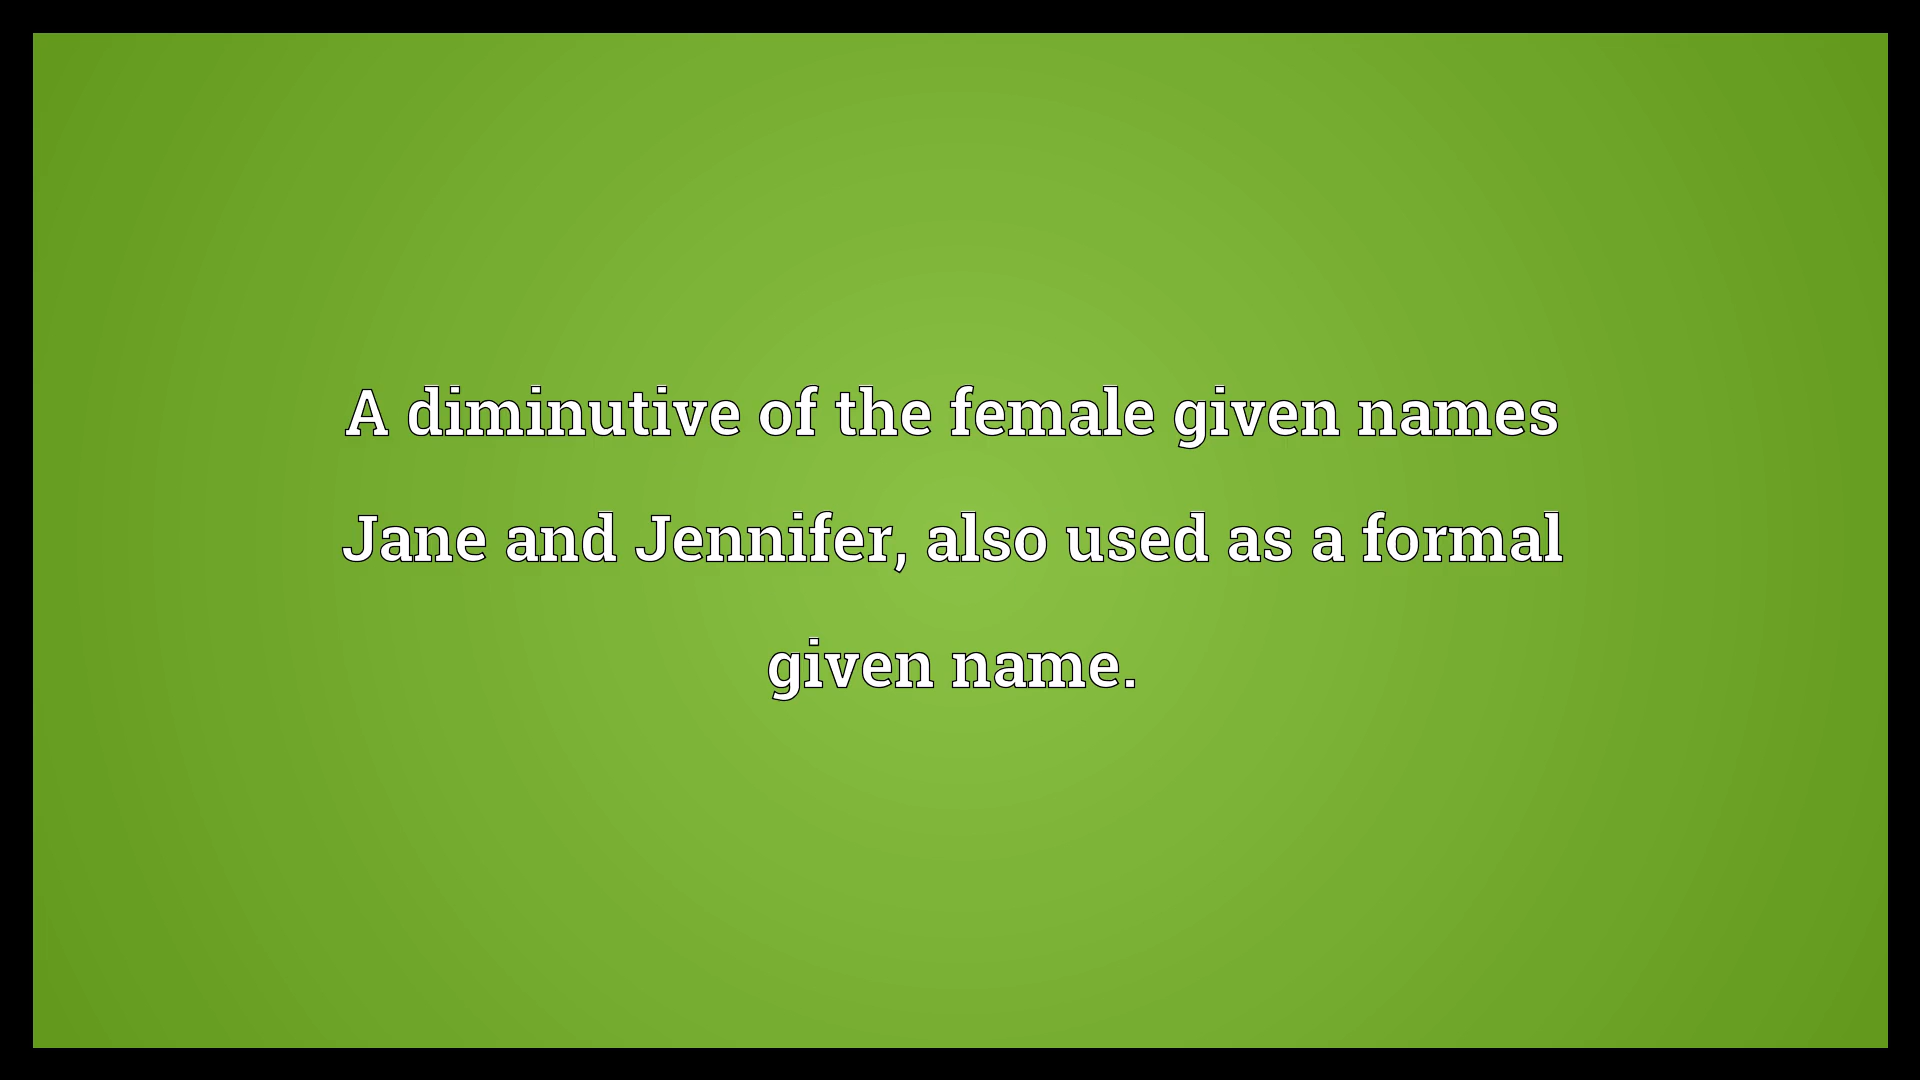 A diminutive of the female given names
Jane and Jennifer, also used as a formal
given name.